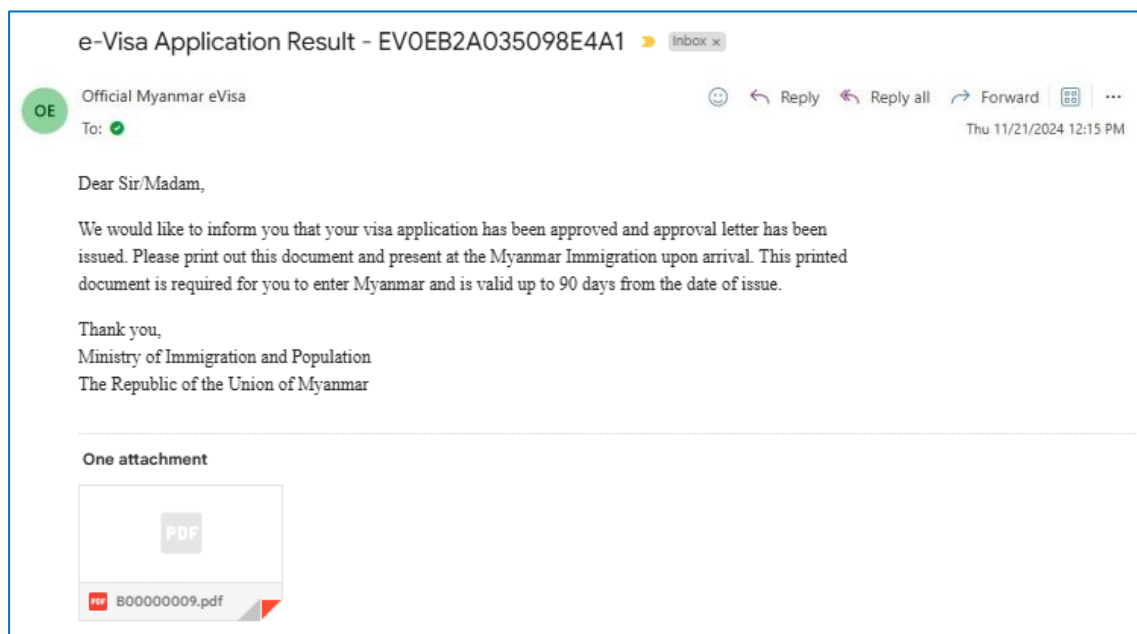 e-Visa Application Result - EV0EB2A035098E4A1 Inbox x
OE
Official Myanmar eVisa
Reply Reply all Forward ...
To:
Thu 11/21/2024 12:15 PM
Dear Sir/Madam,
We would like to inform you that your visa application has been approved and approval letter has been
issued. Please print out this document and present at the Myanmar Immigration upon arrival. This printed
document is required for you to enter Myanmar and is valid up to 90 days from the date of issue.
Thank you,
Ministry of Immigration and Population
The Republic of the Union of Myanmar
One attachment
PDF
PDF B00000009.pdf